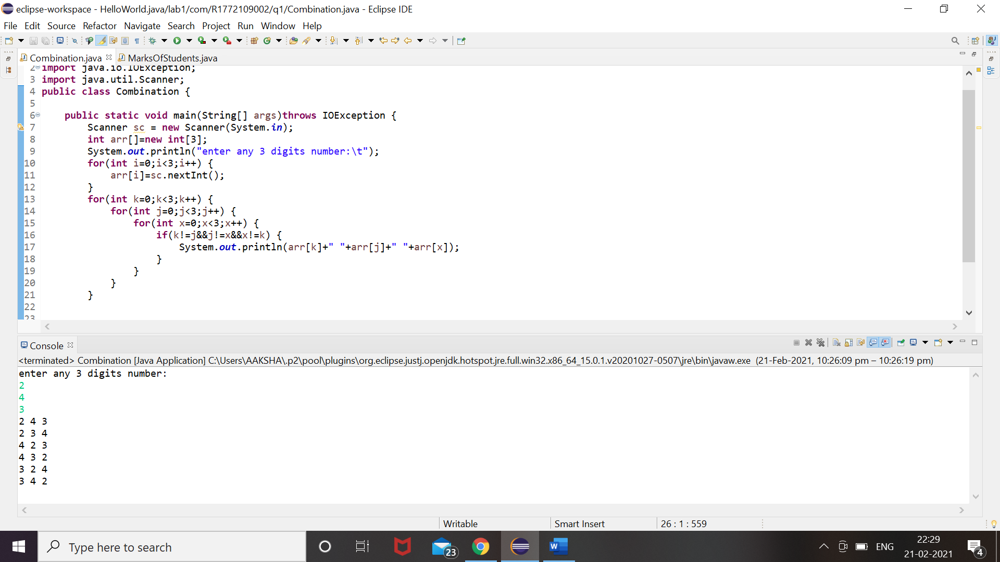 eclipse-workspace - HelloWorld.java/lab1/com/R1772109002/q1/Combination.java - Eclipse IDE
File Edit Source Refactor Navigate Search Project Run Window Help
Combination.java MarksOfStudents.java
2 import java.io.IOException;
3 import java.util.Scanner;
4 public class Combination {
5
6 public static void main(String[] args)throws IOException {
7 Scanner sc = new Scanner(System.in);
8 int arr[]=new int[3];
9 System.out.println("enter any 3 digits number:\t");
10 for(int i=0;i<3;i++) {
11 arr[i]=sc.nextInt();
12 }
13 for(int k=0;k<3;k++) {
14 for(int j=0;j<3;j++) {
15 for(int x=0;x<3;x++) {
16 if(k!=j&&j!=x&&x!=k) {
17 System.out.println(arr[k]+" "+arr[j]+" "+arr[x]);
18 }
19 }
20 }
21 }
22
23
Console
<terminated> Combination [Java Application] C:\Users\AAKSHA\.p2\pool\plugins\org.eclipse.justj.openjdk.hotspot.jre.full.win32.x86_64_15.0.1.v20201027-0507\jre\bin\javaw.exe (21-Feb-2021, 10:26:09 pm – 10:26:19 pm)
enter any 3 digits number:
2
4
3
2 4 3
2 3 4
4 2 3
4 3 2
3 2 4
3 4 2
Writable Smart Insert 26 : 1 : 559
Type here to search 23 W ENG 22:29 4
21-02-2021